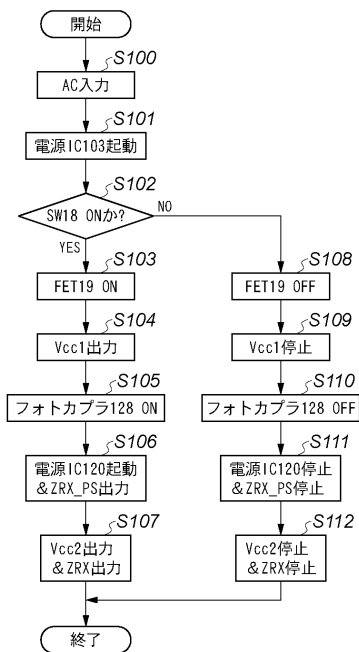 開始
S100
AC入力
S101
電源IC103起動
S102
SW18 ONか?
NO
YES
S103
FET19 ON
S104
Vcc1出力
S105
フォトカプラ128 ON
S106
電源IC120起動
&ZRX_PS出力
S107
Vcc2出力
&ZRX出力
S108
FET19 OFF
S109
Vcc1停止
S110
フォトカプラ128 OFF
S111
電源IC120停止
&ZRX_PS停止
S112
Vcc2停止
&ZRX停止
終了